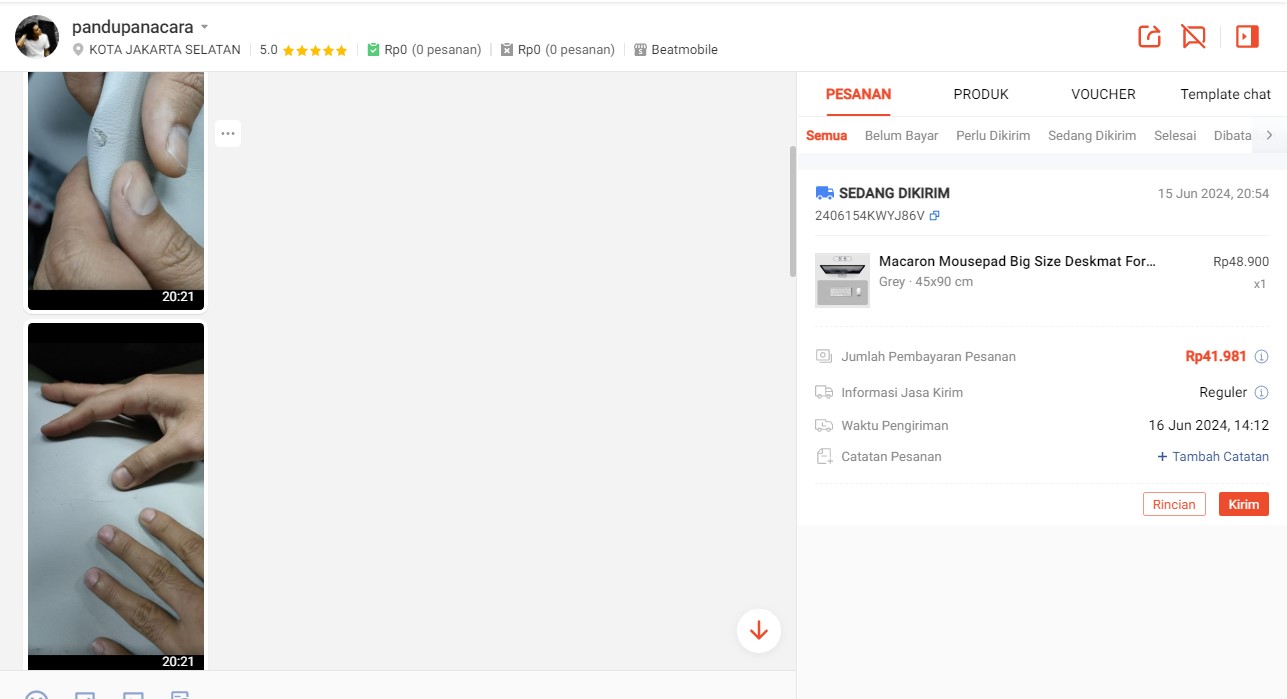 pandupanacara
KOTA JAKARTA SELATAN
5.0
Rp0 (0 pesanan)
Rp0 (0 pesanan)
Beatmobile
20:21
20:21
PESANAN
PRODUK
VOUCHER
Template chat
Semua
Belum Bayar
Perlu Dikirim
Sedang Dikirim
Selesai
Dibata
SEDANG DIKIRIM
15 Jun 2024, 20:54
2406154KWYJ86V
Macaron Mousepad Big Size Deskmat For...
Rp48.900
Grey · 45x90 cm
x1
Jumlah Pembayaran Pesanan
Rp41.981
Informasi Jasa Kirim
Reguler
Waktu Pengiriman
16 Jun 2024, 14:12
Catatan Pesanan
+ Tambah Catatan
Rincian
Kirim